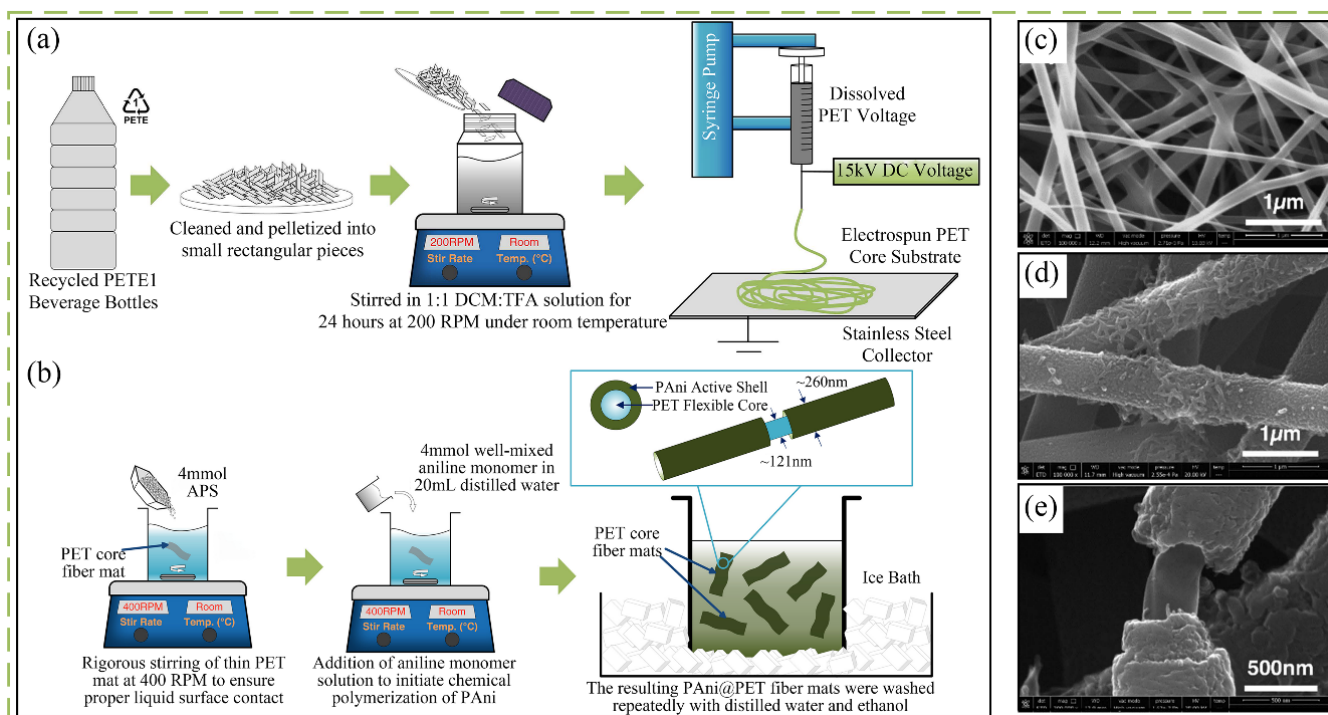 (a)
1
PETE
Recycled PETE1
Beverage Bottles
Cleaned and pelletized into
small rectangular pieces
200RPM
Room
Stir Rate
Temp. (°C)
Stirred in 1:1 DCM:TFA solution for
24 hours at 200 RPM under room temperature
Syringe Pump
Dissolved
PET Voltage
15kV DC Voltage
Electrospun PET
Core Substrate
Stainless Steel
Collector
(b)
4mmol
APS
PET core
fiber mat
400RPM
Room
Stir Rate
Temp. (°C)
Rigorous stirring of thin PET
mat at 400 RPM to ensure
proper liquid surface contact
4mmol well-mixed
aniline monomer in
20mL distilled water
400RPM
Room
Stir Rate
Temp. (°C)
Addition of aniline monomer
solution to initiate chemical
polymerization of PAni
PAni Active Shell
PET Flexible Core
~260nm
~121nm
PET core
fiber mats
Ice Bath
The resulting PAni@PET fiber mats were washed
repeatedly with distilled water and ethanol
(c)
1µm
(d)
1µm
(e)
500nm